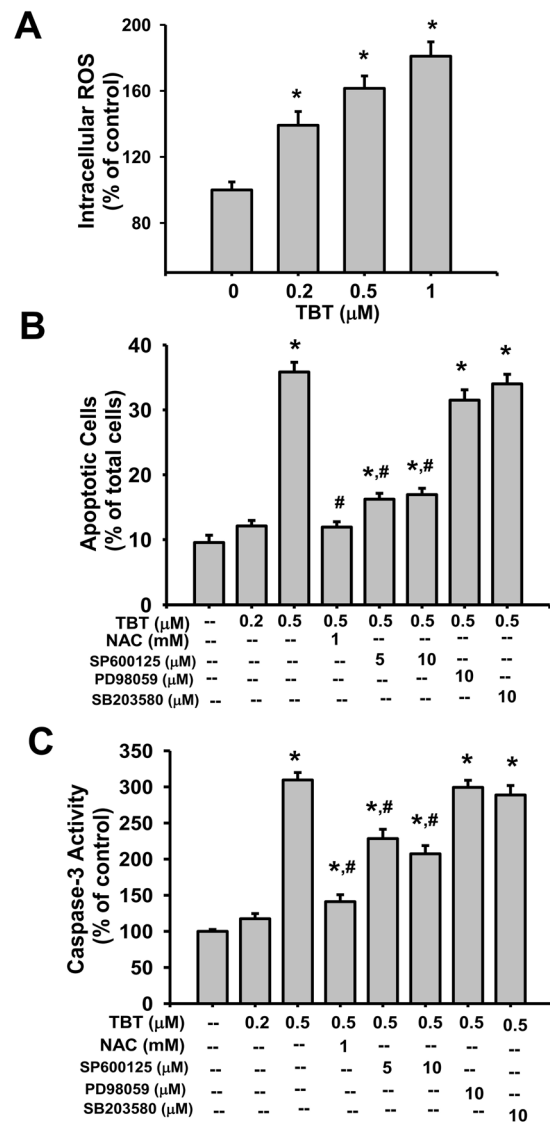 A
Intracellular ROS
(% of control)
200
160
120
80
* * *
0 0.2 0.5 1
TBT (μM)
B
Apoptotic Cells
(% of total cells)
40
30
20
10
0
* # *,# *,# * *
TBT (μM) -- 0.2 0.5 0.5 0.5 0.5 0.5 0.5
NAC (mM) -- -- -- 1 -- -- -- --
SP600125 (μM) -- -- -- -- 5 10 -- --
PD98059 (μM) -- -- -- -- -- -- 10 --
SB203580 (μM) -- -- -- -- -- -- -- 10
C
Caspase-3 Activity
(% of control)
350
300
250
200
150
100
50
0
* *,# *,# *,# * *
TBT (μM) -- 0.2 0.5 0.5 0.5 0.5 0.5 0.5
NAC (mM) -- -- -- 1 -- -- -- --
SP600125 (μM) -- -- -- -- 5 10 -- --
PD98059 (μM) -- -- -- -- -- -- 10 --
SB203580 (μM) -- -- -- -- -- -- -- 10